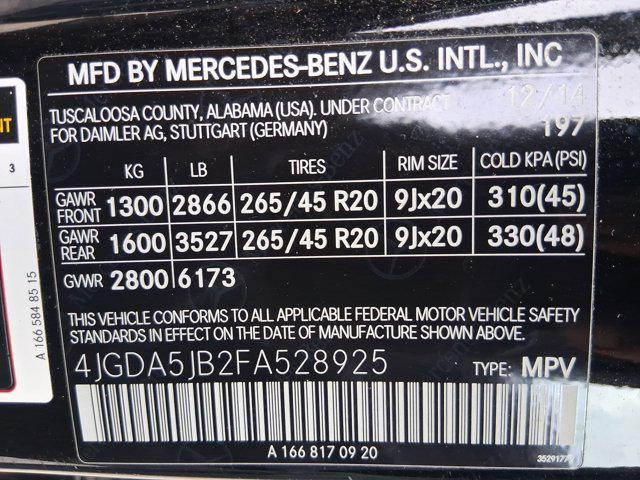 MFD BY MERCEDES-BENZ U.S. INTL., INC
TUSCALOOSA COUNTY, ALABAMA (USA). UNDER CONTRACT 12/14
FOR DAIMLER AG, STUTTGART (GERMANY) 197
KG LB TIRES RIM SIZE COLD KPA (PSI)
GAWR FRONT 1300 2866 265/45 R20 9Jx20 310(45)
GAWR REAR 1600 3527 265/45 R20 9Jx20 330(48)
GVWR 2800 6173
THIS VEHICLE CONFORMS TO ALL APPLICABLE FEDERAL MOTOR VEHICLE SAFETY
STANDARDS IN EFFECT ON THE DATE OF MANUFACTURE SHOWN ABOVE.
4JGDA5JB2FA528925 TYPE: MPV
A 166 817 09 20
A 166 584 85 15
3